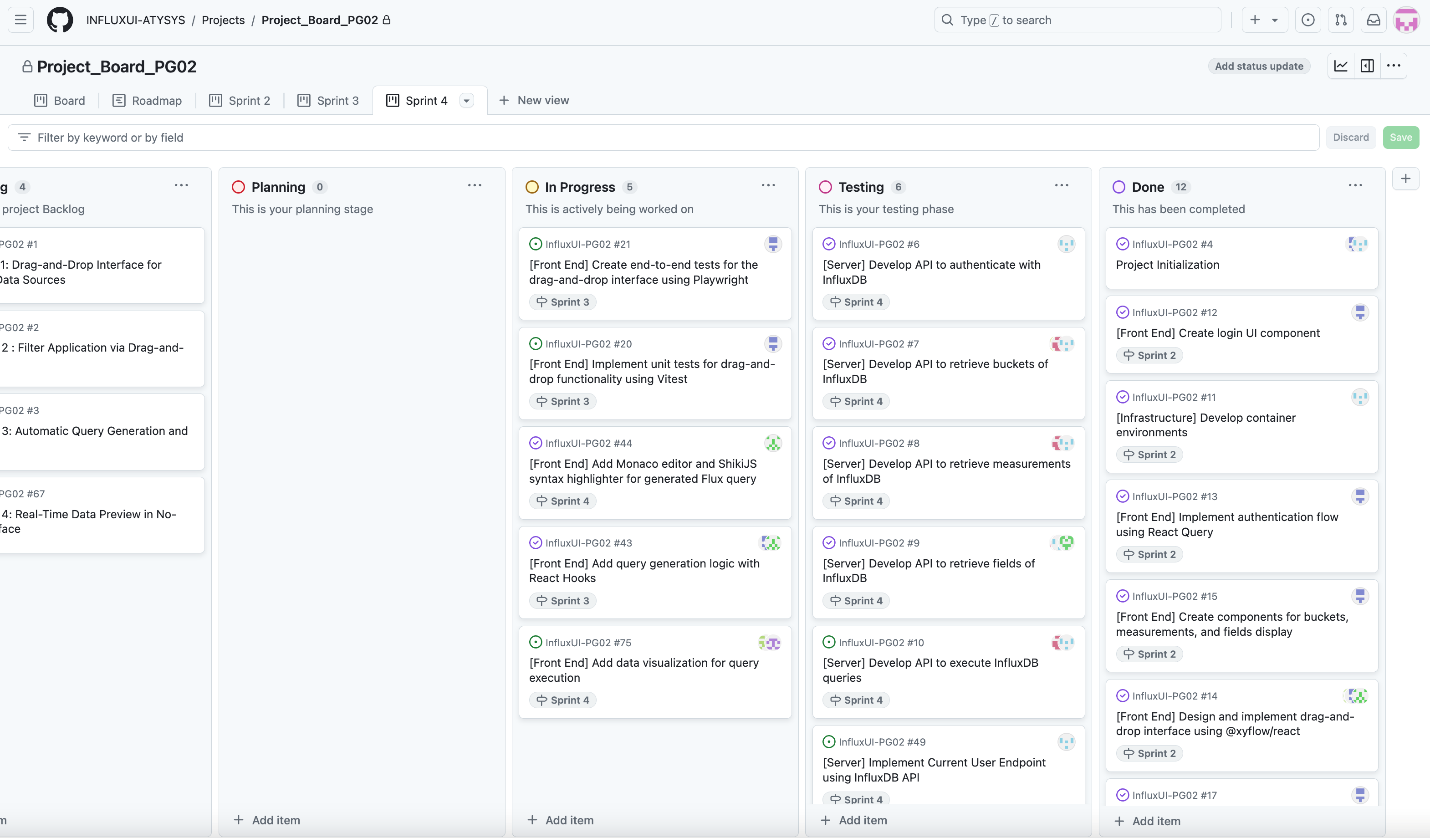 INFLUXUI-ATYSYS / Projects / Project_Board_PG02
Type / to search
Project_Board_PG02
Add status update
Board
Roadmap
Sprint 2
Sprint 3
Sprint 4
New view
Filter by keyword or by field
Discard
Save
g 4
project Backlog
PG02 #1
1: Drag-and-Drop Interface for
Data Sources
PG02 #2
2 : Filter Application via Drag-and-
PG02 #3
3: Automatic Query Generation and
PG02 #67
4: Real-Time Data Preview in No-
face
m
Planning 0
This is your planning stage
Add item
In Progress 5
This is actively being worked on
InfluxUI-PG02 #21
[Front End] Create end-to-end tests for the
drag-and-drop interface using Playwright
Sprint 3
InfluxUI-PG02 #20
[Front End] Implement unit tests for drag-and-
drop functionality using Vitest
Sprint 3
InfluxUI-PG02 #44
[Front End] Add Monaco editor and ShikiJS
syntax highlighter for generated Flux query
Sprint 4
InfluxUI-PG02 #43
[Front End] Add query generation logic with
React Hooks
Sprint 3
InfluxUI-PG02 #75
[Front End] Add data visualization for query
execution
Sprint 4
Add item
Testing 6
This is your testing phase
InfluxUI-PG02 #6
[Server] Develop API to authenticate with
InfluxDB
Sprint 4
InfluxUI-PG02 #7
[Server] Develop API to retrieve buckets of
InfluxDB
Sprint 4
InfluxUI-PG02 #8
[Server] Develop API to retrieve measurements
of InfluxDB
Sprint 4
InfluxUI-PG02 #9
[Server] Develop API to retrieve fields of
InfluxDB
Sprint 4
InfluxUI-PG02 #10
[Server] Develop API to execute InfluxDB
queries
Sprint 4
InfluxUI-PG02 #49
[Server] Implement Current User Endpoint
using InfluxDB API
Sprint 4
Add item
Done 12
This has been completed
InfluxUI-PG02 #4
Project Initialization
InfluxUI-PG02 #12
[Front End] Create login UI component
Sprint 2
InfluxUI-PG02 #11
[Infrastructure] Develop container
environments
Sprint 2
InfluxUI-PG02 #13
[Front End] Implement authentication flow
using React Query
Sprint 2
InfluxUI-PG02 #15
[Front End] Create components for buckets,
measurements, and fields display
Sprint 2
InfluxUI-PG02 #14
[Front End] Design and implement drag-and-
drop interface using @xyflow/react
Sprint 2
InfluxUI-PG02 #17
Add item